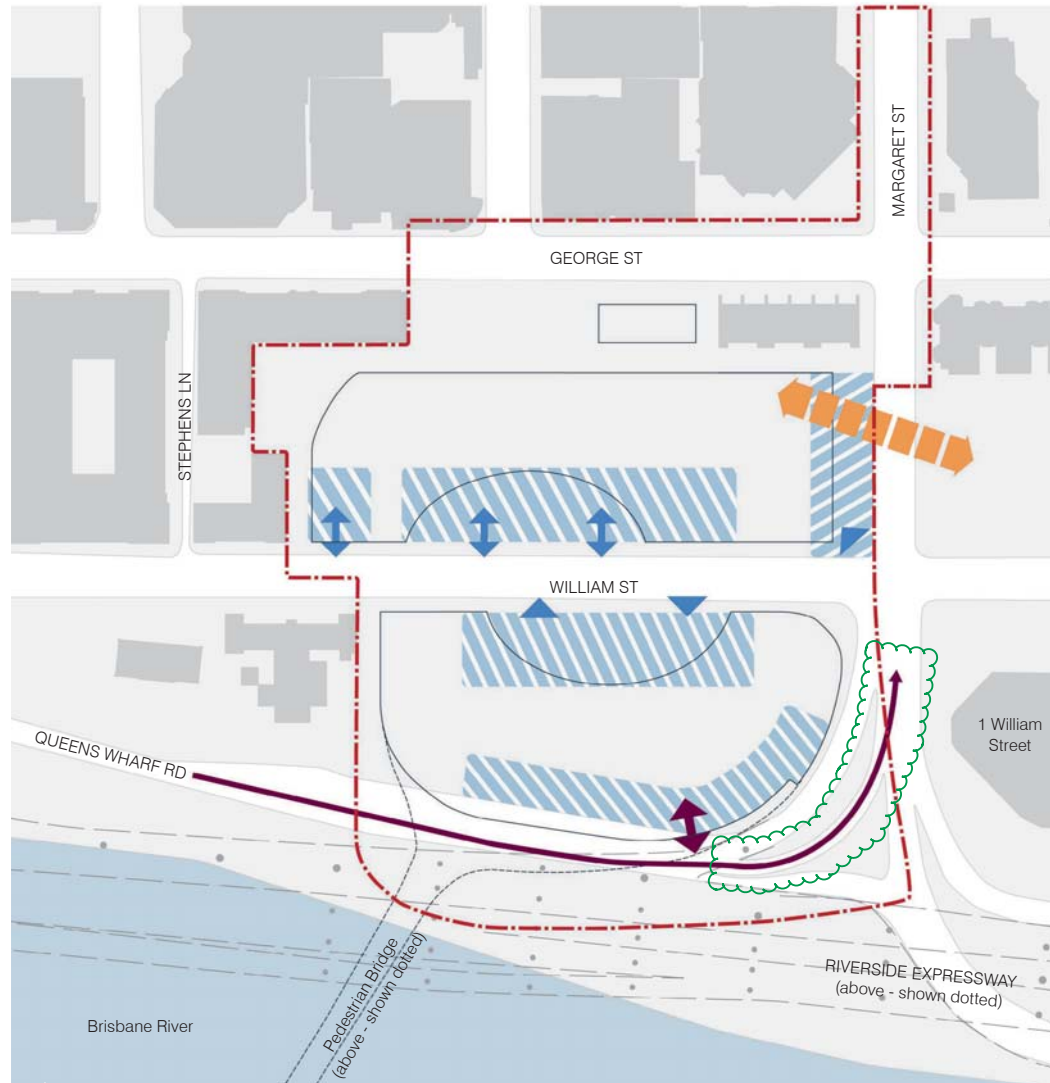 MARGARET ST
GEORGE ST
STEPHENS LN
WILLIAM ST
QUEENS WHARF RD
1 William
Street
Pedestrian Bridge
(above - shown dotted)
RIVERSIDE EXPRESSWAY
(above - shown dotted)
Brisbane River